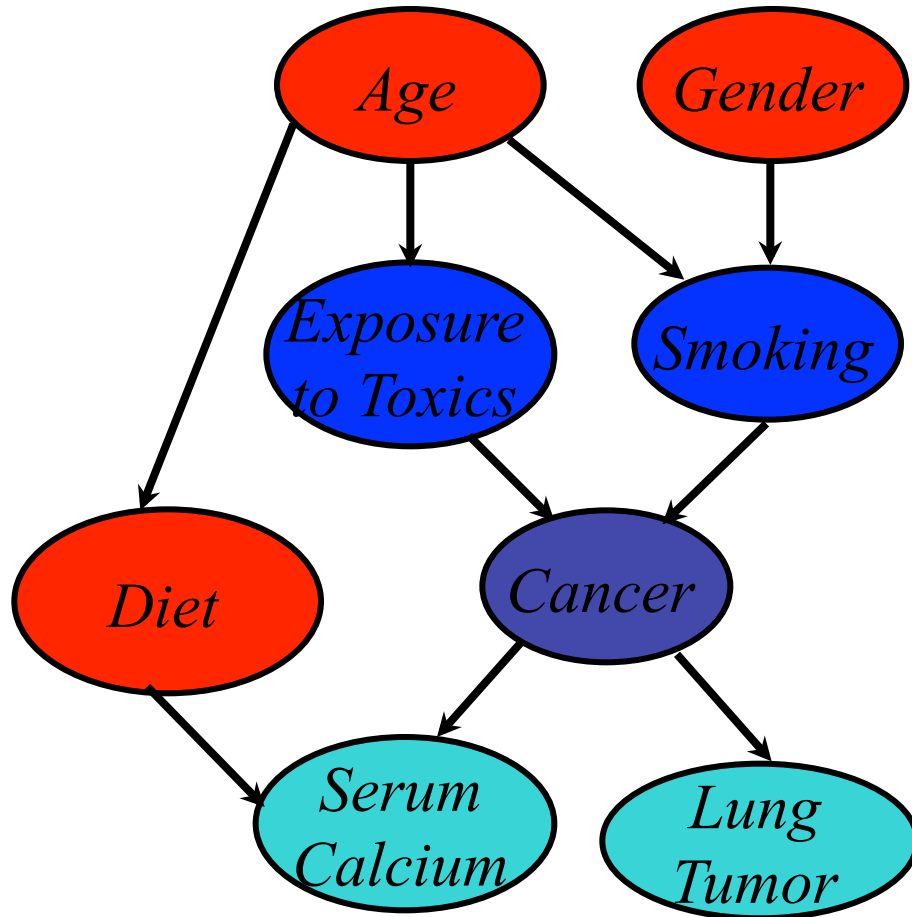 Age
Gender
Exposure
to Toxics
Smoking
Diet
Cancer
Serum
Calcium
Lung
Tumor